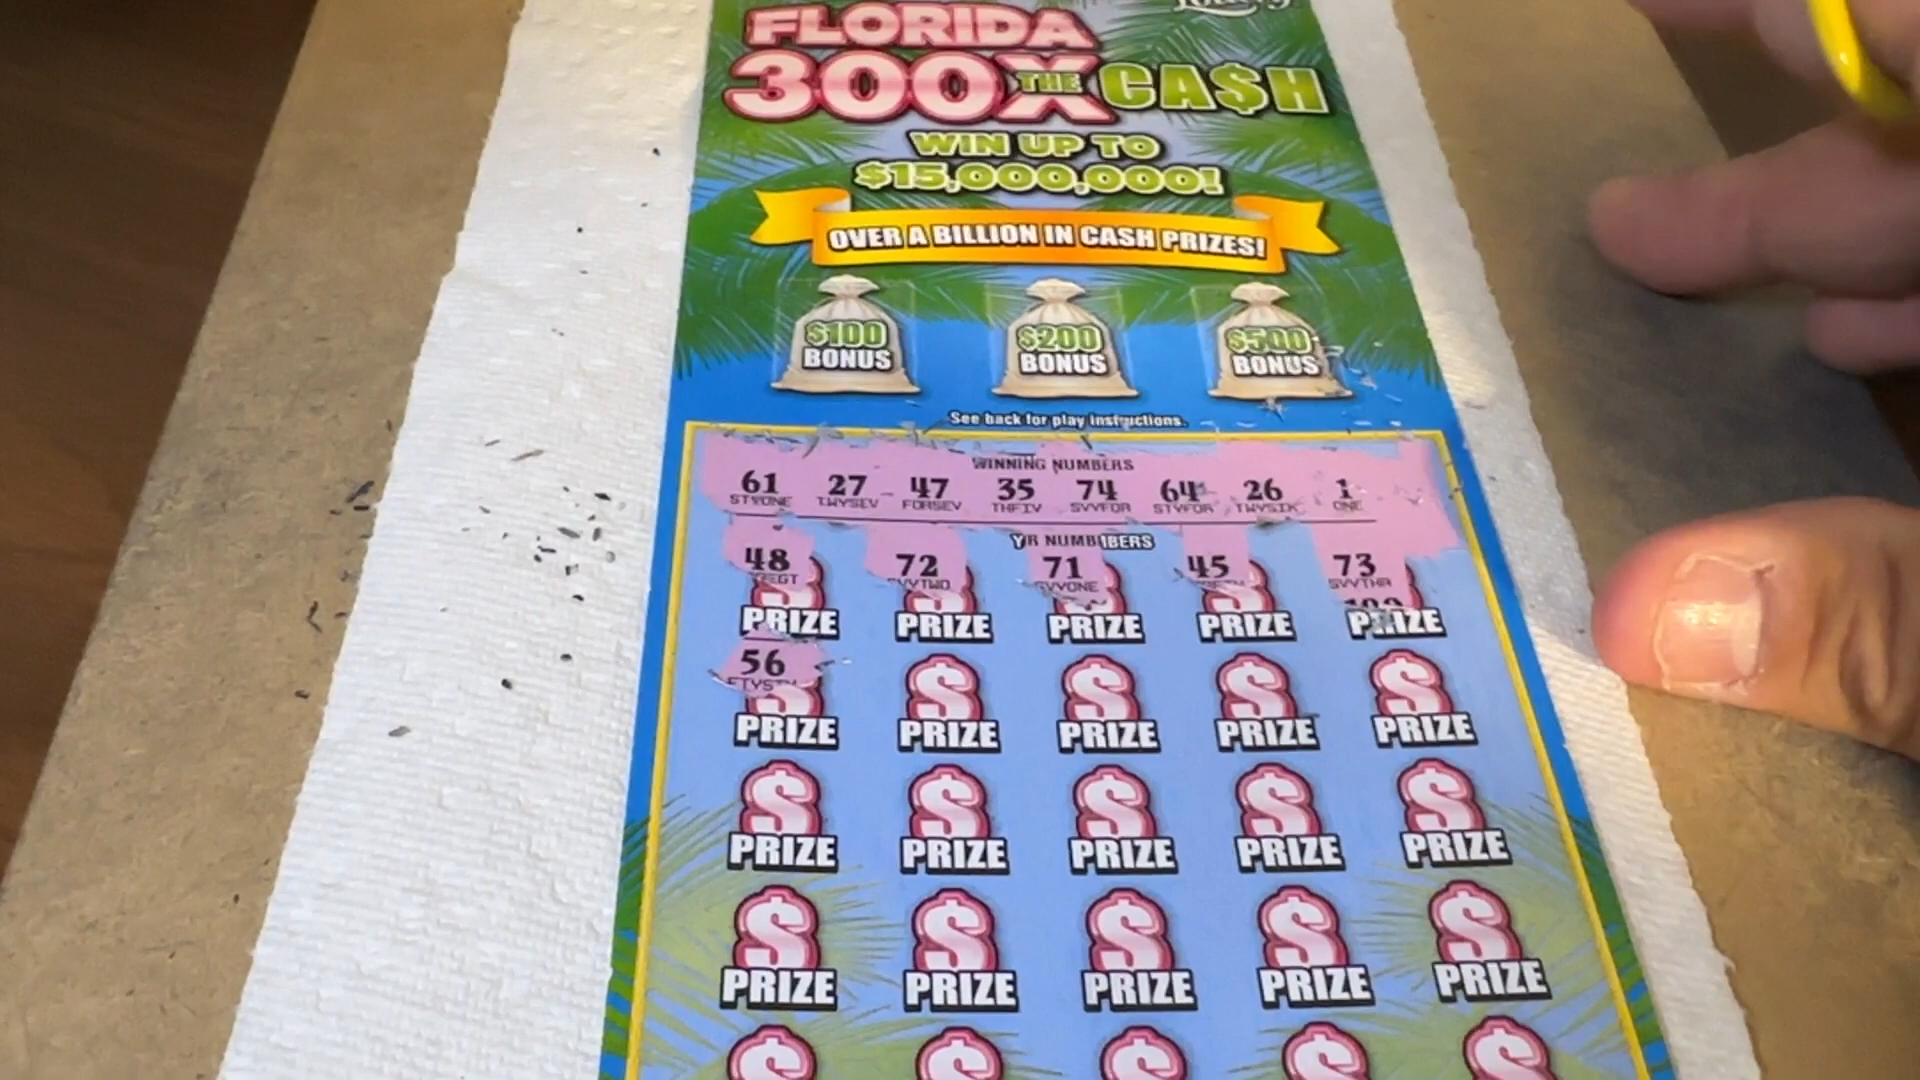 Lottery
FLORIDA
300X THE CA$H
WIN UP TO
$15,000,000!
OVER A BILLION IN CASH PRIZES!
$100 BONUS $200 BONUS $500 BONUS
See back for play instructions.
WINNING NUMBERS
61 27 47 35 74 64 26 1
STYONE TWYSEV FORSEV THFIV SVYFOR STYFOR TWYSIX ONE
48 72 71 45 73
SVYTWO SVYONE SVYTHR
PRIZE PRIZE PRIZE PRIZE PRIZE
56
$ $ $ $
PRIZE PRIZE PRIZE PRIZE PRIZE
$ $ $ $ $
PRIZE PRIZE PRIZE PRIZE PRIZE
$ $ $ $ $
PRIZE PRIZE PRIZE PRIZE PRIZE
$ $ $ $ $